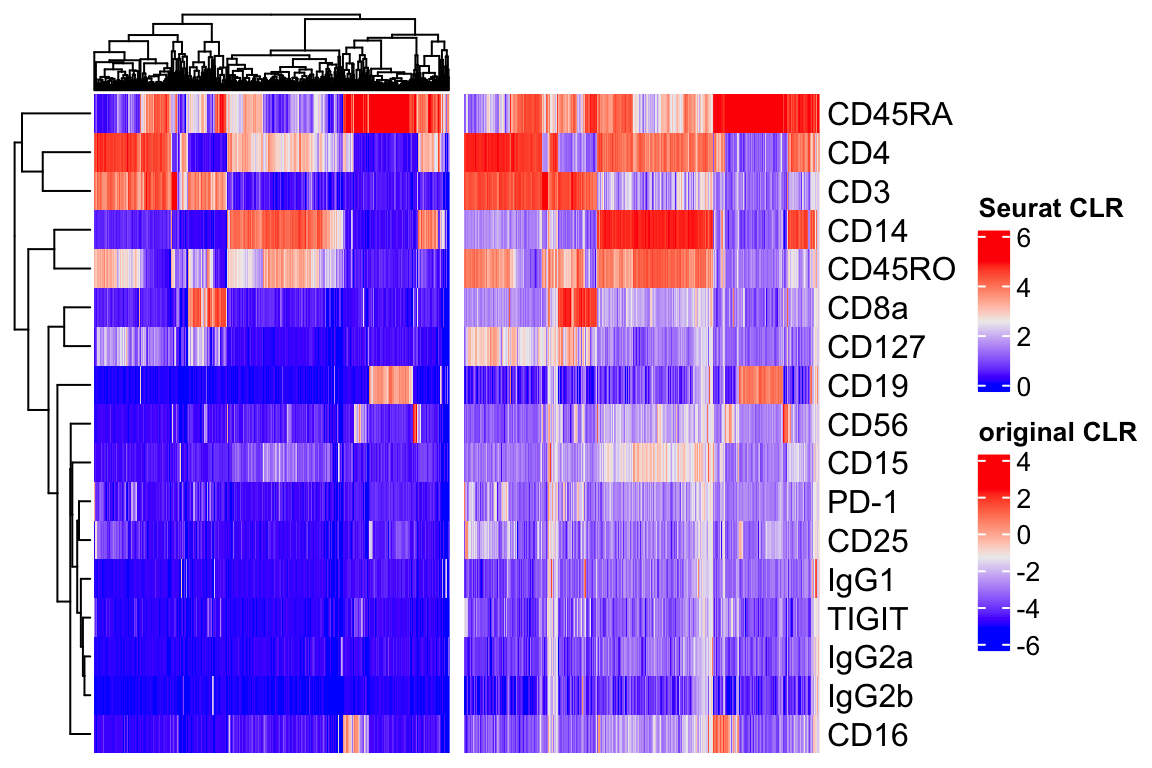 CD45RA
CD4
CD3
CD14
CD45RO
CD8a
CD127
CD19
CD56
CD15
PD-1
CD25
IgG1
TIGIT
IgG2a
IgG2b
CD16
Seurat CLR
6
4
2
0
original CLR
4
2
0
-2
-4
-6